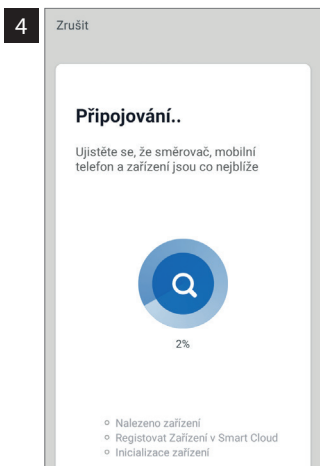 4
Zrušit
Připojování..
Ujistěte se, že směrovač, mobilní
telefon a zařízení jsou co nejblíže
2%
Nalezeno zařízení
Registovat Zařízení v Smart Cloud
Inicializace zařízení